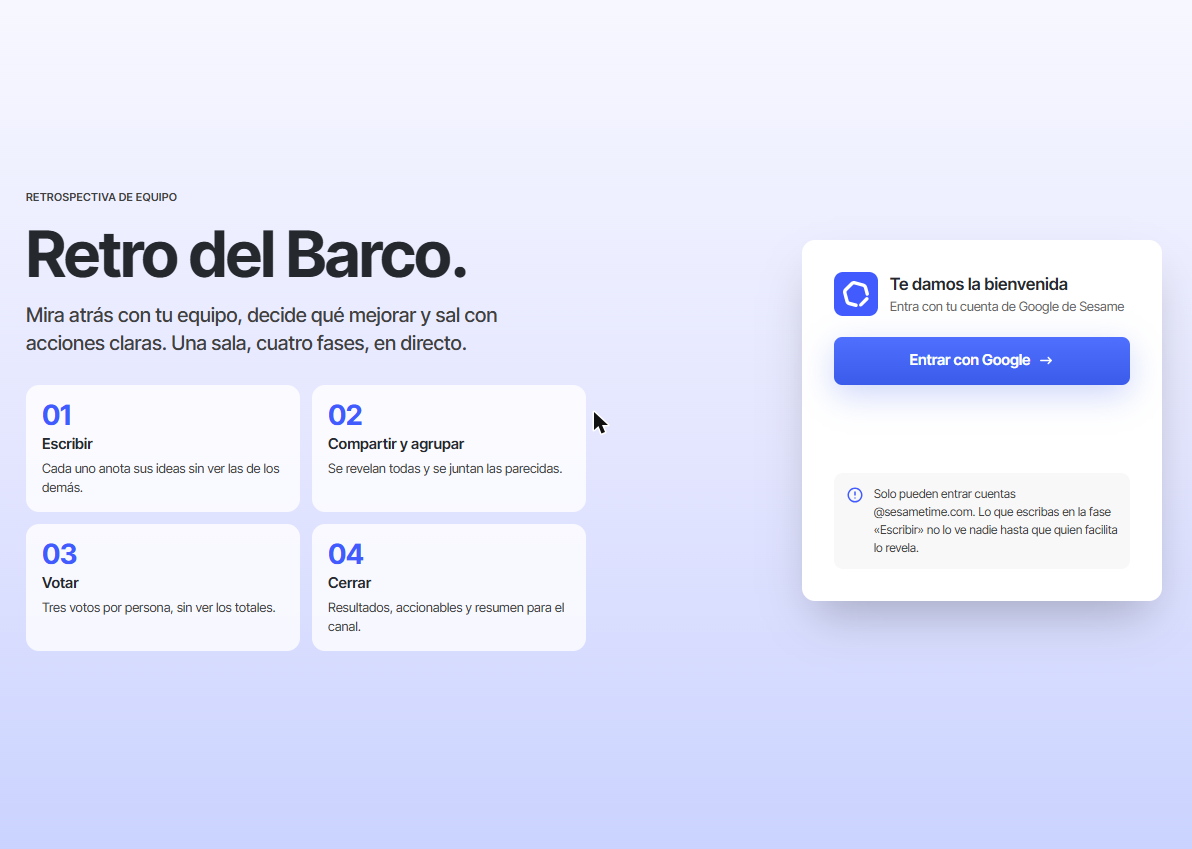 RETROSPECTIVA DE EQUIPO
Retro del Barco.
Mira atrás con tu equipo, decide qué mejorar y sal con
acciones claras. Una sala, cuatro fases, en directo.
01
Escribir
Cada uno anota sus ideas sin ver las de los
demás.
02
Compartir y agrupar
Se revelan todas y se juntan las parecidas.
03
Votar
Tres votos por persona, sin ver los totales.
04
Cerrar
Resultados, accionables y resumen para el
canal.
Te damos la bienvenida
Entra con tu cuenta de Google de Sesame
Entrar con Google →
Solo pueden entrar cuentas
@sesametime.com. Lo que escribas en la fase
«Escribir» no lo ve nadie hasta que quien facilita
lo revela.